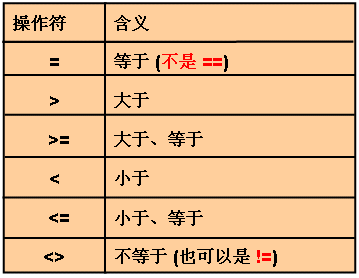 操作符 含义
= 等于 (不是 ==)
> 大于
>= 大于、等于
< 小于
<= 小于、等于
<> 不等于 (也可以是 !=)